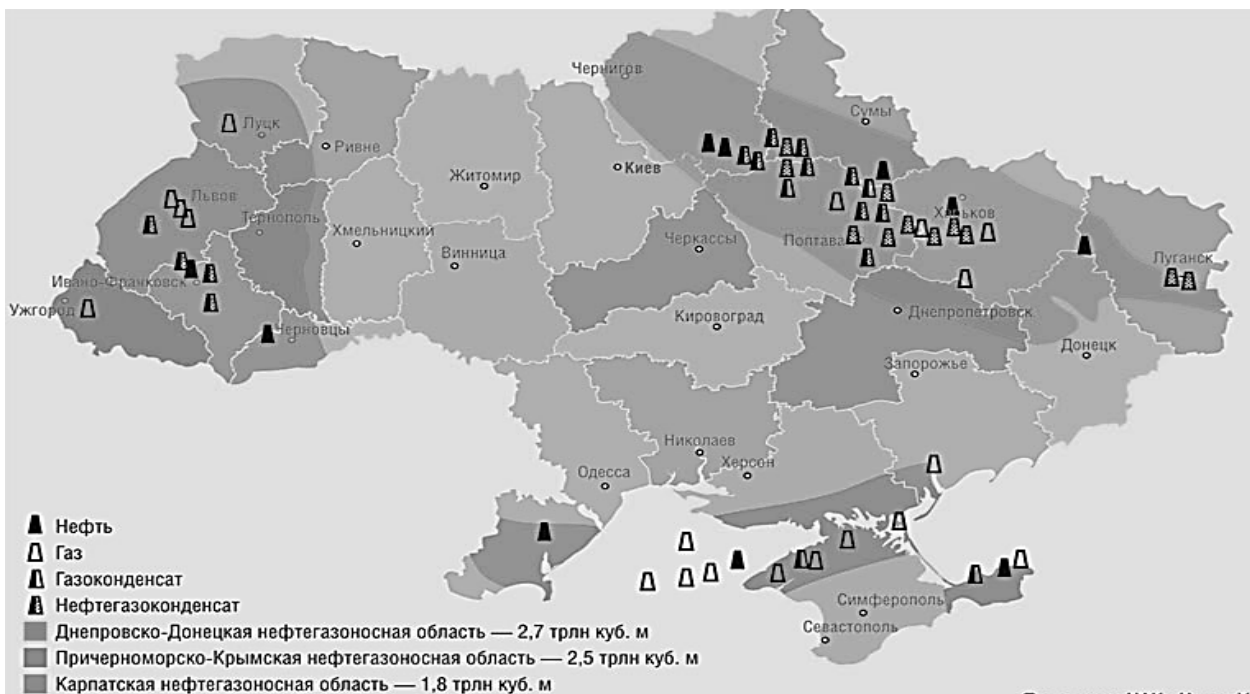 Чернигов
Сумы
Луцк
Ривне
Киев
Житомир
Львов
Тернополь
Хмельницкий
Харьков
Полтава
Черкассы
Винница
Луганск
Ивано-Франковск
Ужгород
Черновцы
Кировоград
Днепропетровск
Донецк
Запорожье
Николаев
Херсон
Одесса
Симферополь
Севастополь
Нефть
Газ
Газоконденсат
Нефтегазоконденсат
Днепровско-Донецкая нефтегазоносная область — 2,7 трлн куб. м
Причерноморско-Крымская нефтегазоносная область — 2,5 трлн куб. м
Карпатская нефтегазоносная область — 1,8 трлн куб. м